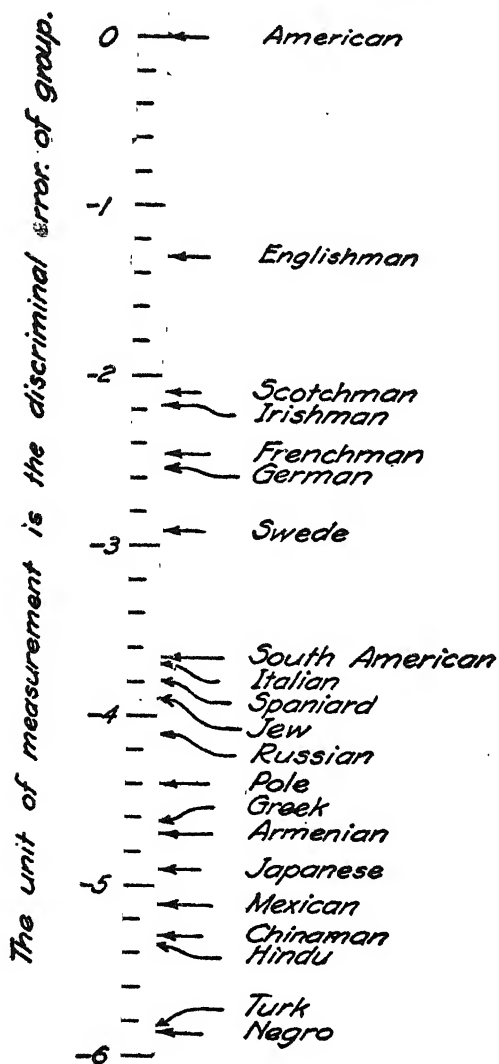 The unit of measurement is the discriminal error of group.
0
American
-1
Englishman
-2
Scotchman
Irishman
Frenchman
German
Swede
-3
South American
Italian
Spaniard
-4
Jew
Russian
Pole
Greek
Armenian
Japanese
-5
Mexican
Chinaman
Hindu
Turk
Negro
-6